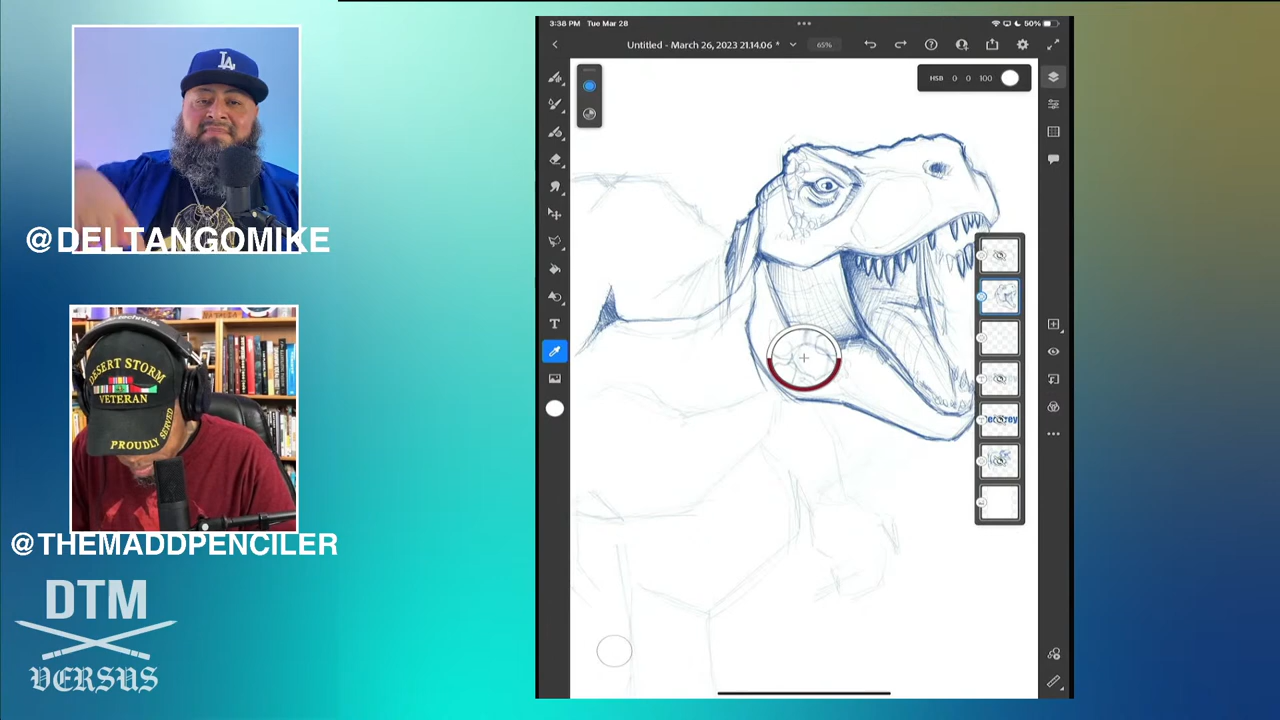 3:38 PM Tue Mar 28
50%
Untitled - March 26, 2023 21.14.06 *
65%
HSB 0 0 100
T
LA
@DELTANGOMIKE
DESERT STORM
VETERAN
PROUDLY SERVED
@THEMADDPENCILER
DTM
VERSUS